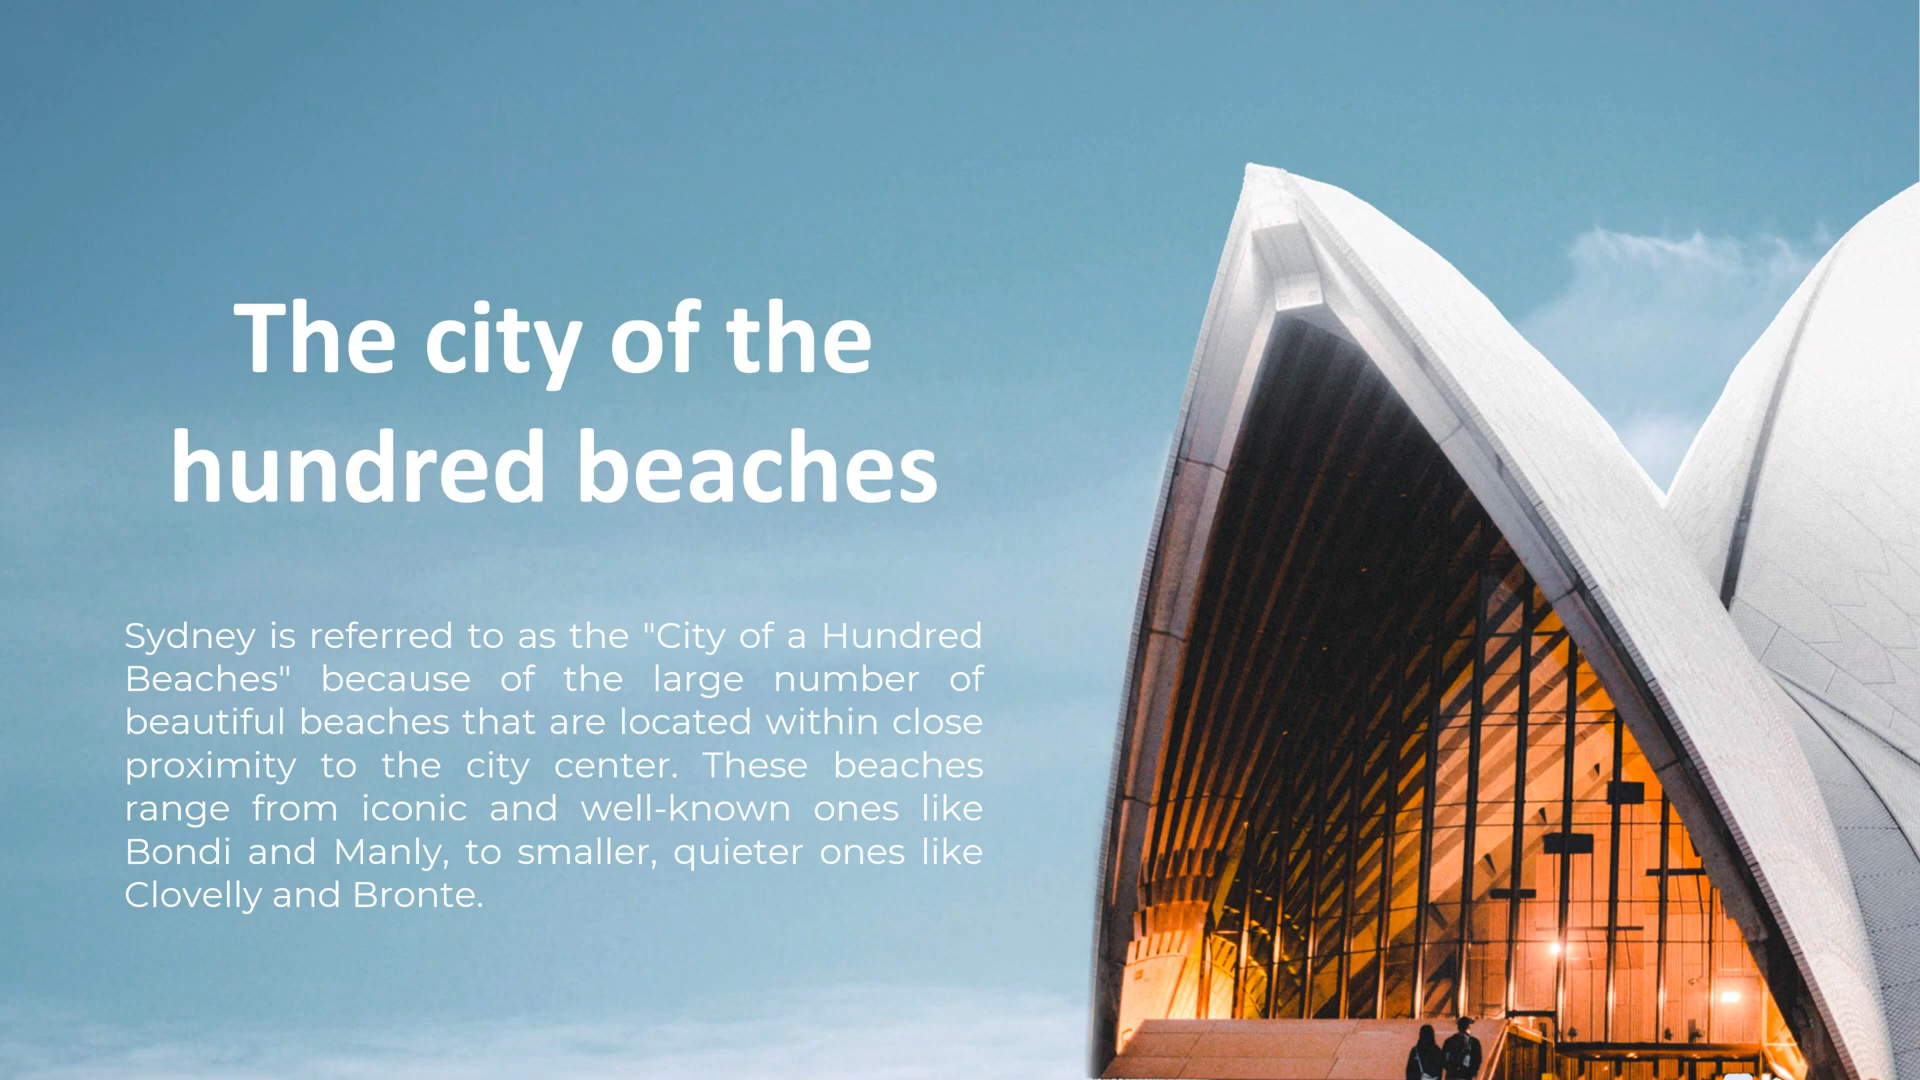 The city of the
hundred beaches
Sydney is referred to as the "City of a Hundred
Beaches" because of the large number of
beautiful beaches that are located within close
proximity to the city center. These beaches
range from iconic and well-known ones like
Bondi and Manly, to smaller, quieter ones like
Clovelly and Bronte.